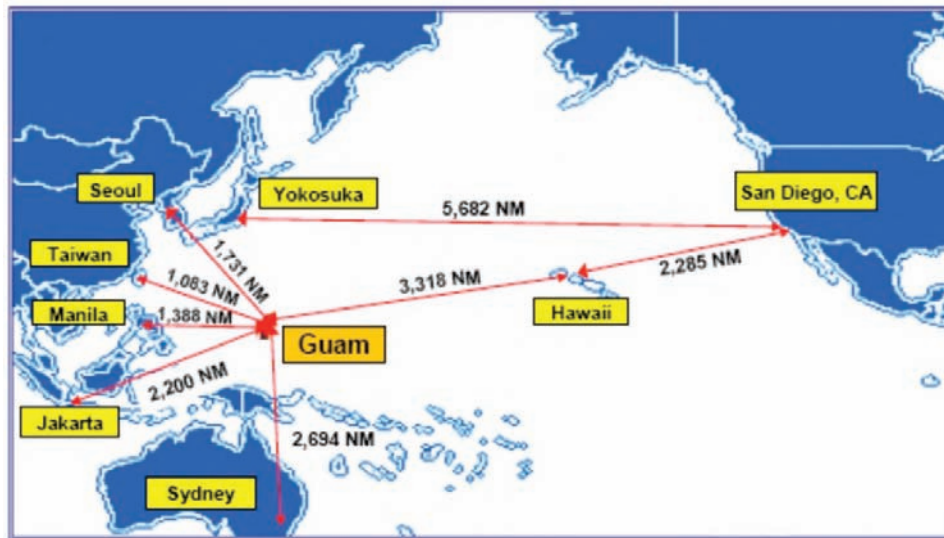 Seoul
Yokosuka
San Diego, CA
5,682 NM
Taiwan
1,731 NM
1,083 NM
2,285 NM
3,318 NM
Manila
1,388 NM
Hawaii
Guam
2,200 NM
Jakarta
2,694 NM
Sydney